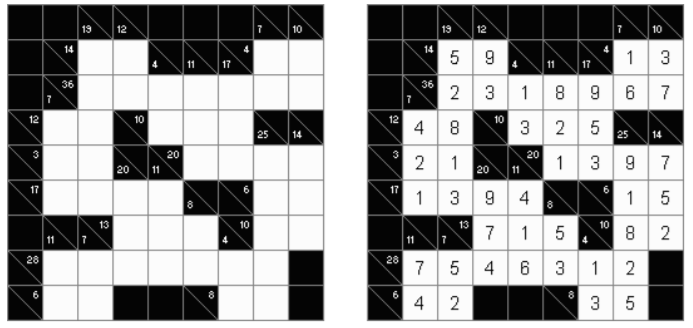 19 12 7 10
14 4 11 17 4
7 36
12 10 25 14
3 20 11 20
17 8 6
11 7 13 4 10
28
6 8
19 12 7 10
14 5 9 4 11 17 4 1 3
7 36 2 3 1 8 9 6 7
12 4 8 10 3 2 5 25 14
3 2 1 20 11 20 1 3 9 7
17 1 3 9 4 8 6 1 5
11 7 13 7 1 5 4 10 8 2
28 7 5 4 6 3 1 2
6 4 2 8 3 5